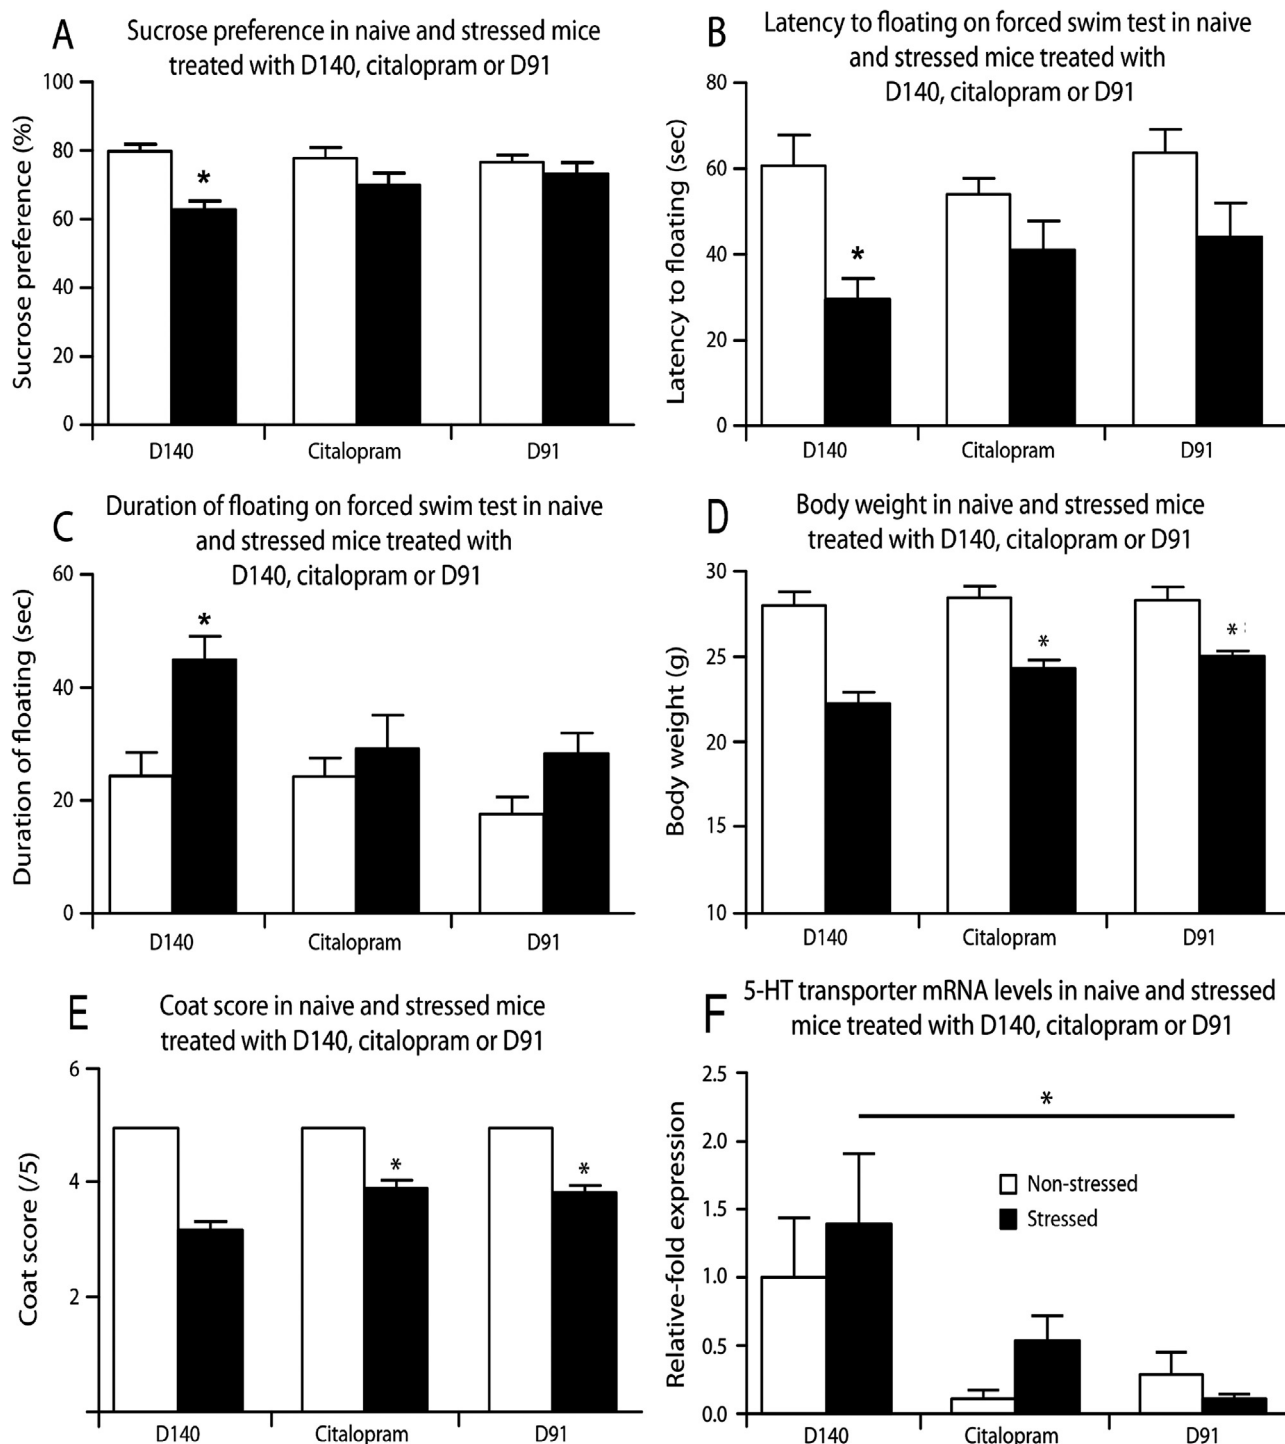 A
Sucrose preference in naive and stressed mice
treated with D140, citalopram or D91
100
80
60
40
20
0
Sucrose preference (%)
*
D140
Citalopram
D91
B
Latency to floating on forced swim test in naive
and stressed mice treated with
D140, citalopram or D91
80
60
40
20
0
Latency to floating (sec)
*
D140
Citalopram
D91
C
Duration of floating on forced swim test in naive
and stressed mice treated with
D140, citalopram or D91
60
40
20
0
Duration of floating (sec)
*
D140
Citalopram
D91
D
Body weight in naive and stressed mice
treated with D140, citalopram or D91
30
25
20
15
10
Body weight (g)
*
*
D140
Citalopram
D91
E
Coat score in naive and stressed mice
treated with D140, citalopram or D91
6
4
2
Coat score (/5)
*
*
D140
Citalopram
D91
F
5-HT transporter mRNA levels in naive and stressed
mice treated with D140, citalopram or D91
2.5
2.0
1.5
1.0
0.5
0.0
Relative-fold expression
*
Non-stressed
Stressed
D140
Citalopram
D91